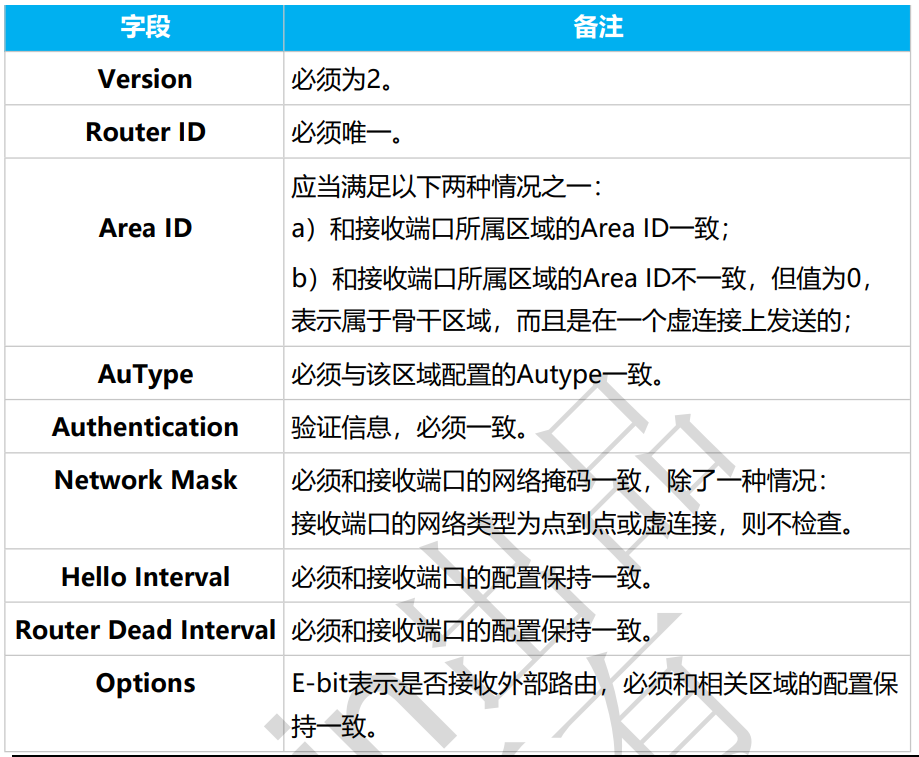 字段 备注
Version 必须为2。
Router ID 必须唯一。
应当满足以下两种情况之一：
Area ID a）和接收端口所属区域的Area ID一致；
b）和接收端口所属区域的Area ID不一致，但值为0，
表示属于骨干区域，而且是在一个虚连接上发送的；
AuType 必须与该区域配置的Autype一致。
Authentication 验证信息，必须一致。
Network Mask 必须和接收端口的网络掩码一致，除了一种情况：
接收端口的网络类型为点到点或虚连接，则不检查。
Hello Interval 必须和接收端口的配置保持一致。
Router Dead Interval 必须和接收端口的配置保持一致。
Options E-bit表示是否接收外部路由，必须和相关区域的配置保
持一致。